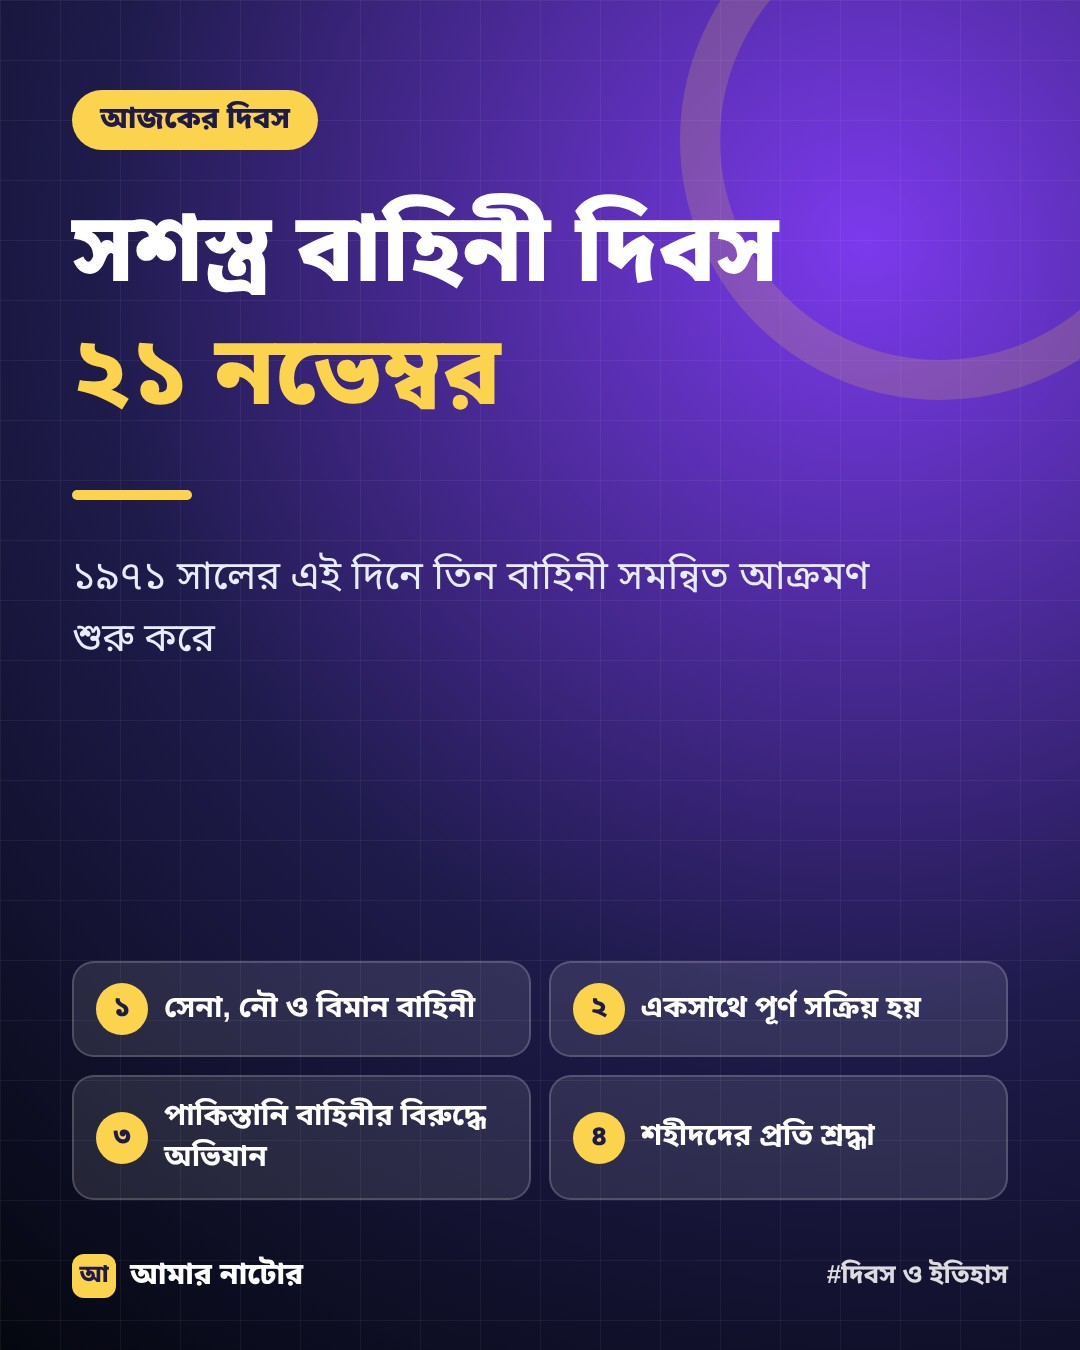 আজকের দিবস
সশস্ত্র বাহিনী দিবস
২১ নভেম্বর
১৯৭১ সালের এই দিনে তিন বাহিনী সমন্বিত আক্রমণ
শুরু করে
১ সেনা, নৌ ও বিমান বাহিনী
২ একসাথে পূর্ণ সক্রিয় হয়
৩ পাকিস্তানি বাহিনীর বিরুদ্ধে
অভিযান
৪ শহীদদের প্রতি শ্রদ্ধা
আ আমার নাটোর
#দিবস ও ইতিহাস